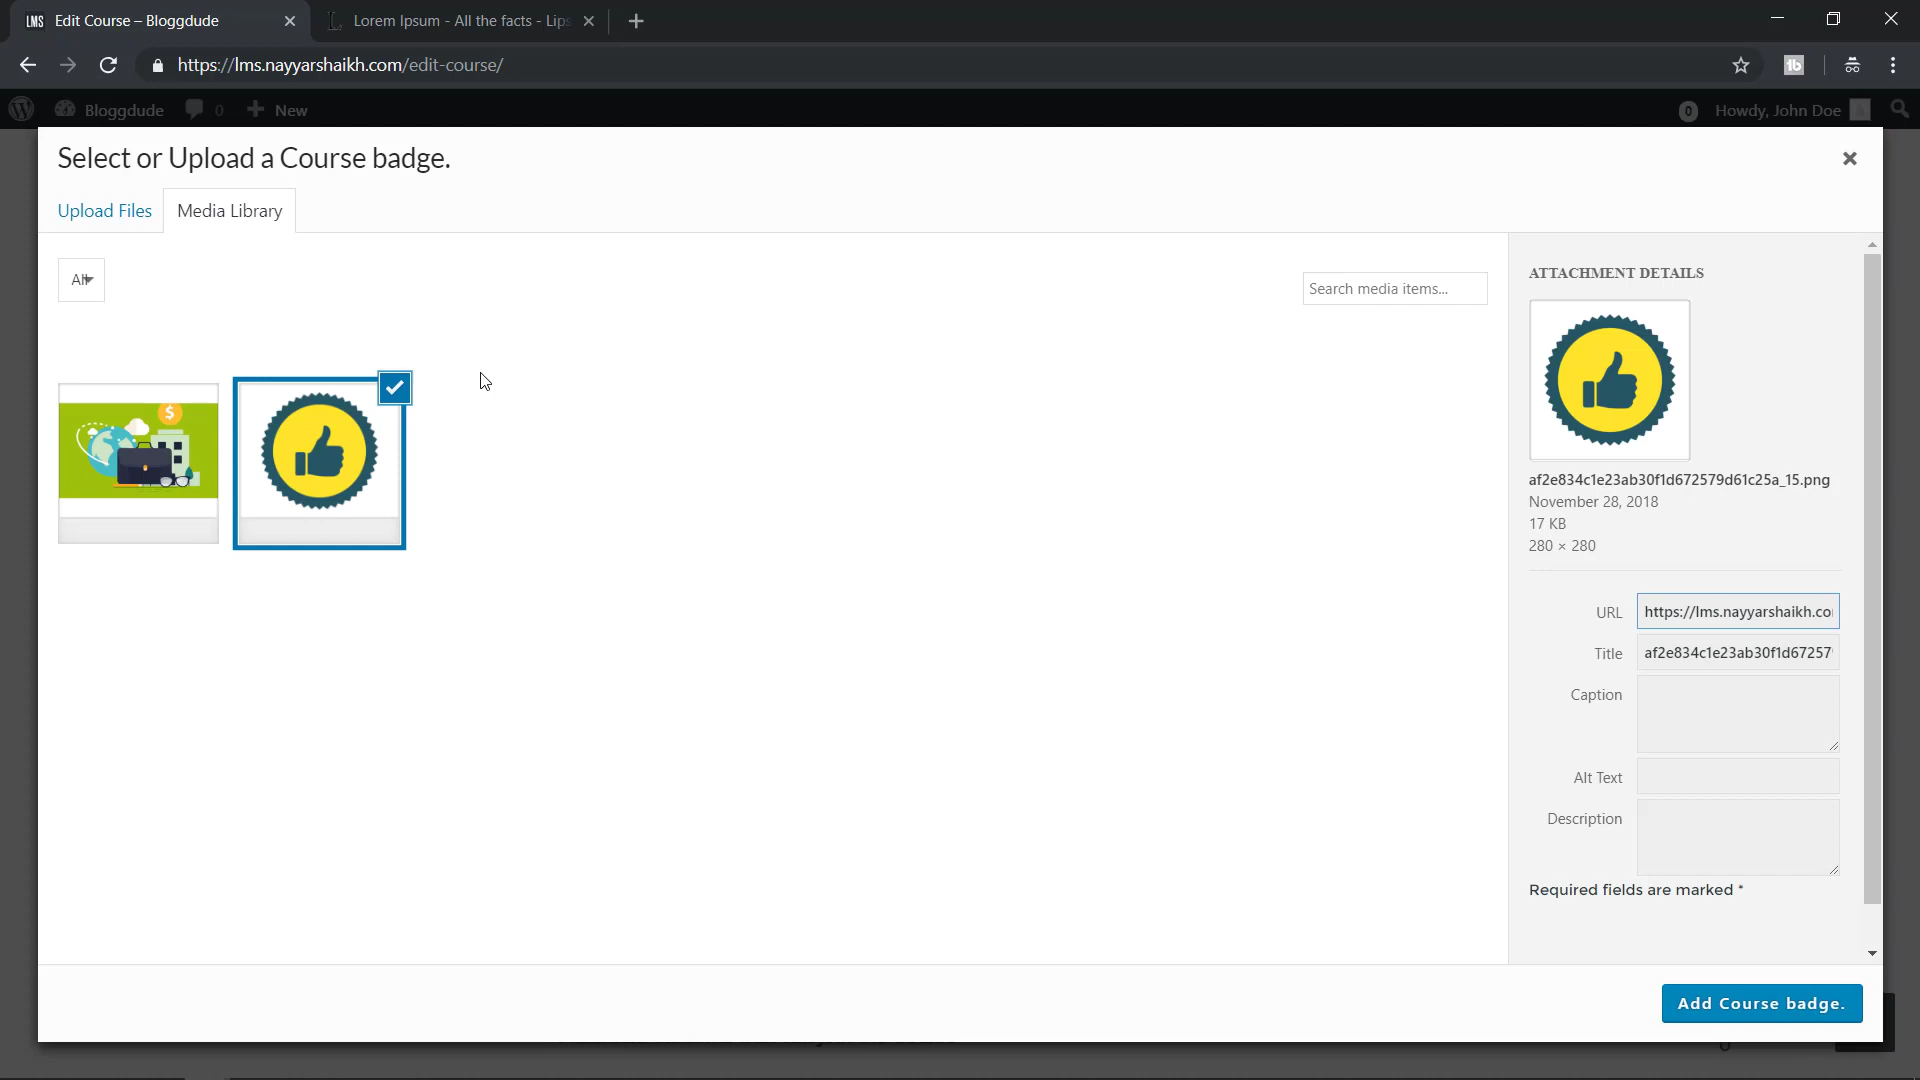 LMS Edit Course – Bloggdude
Lorem Ipsum - All the facts - Lip
https://lms.nayyarshaikh.com/edit-course/
Bloggdude 0 New
0 Howdy, John Doe
Select or Upload a Course badge.
Upload Files Media Library
Search media items...
ATTACHMENT DETAILS
af2e834c1e23ab30f1d672579d61c25a_15.png
November 28, 2018
17 KB
280 × 280
URL https://lms.nayyarshaikh.co
Title af2e834c1e23ab30f1d67257
Caption
Alt Text
Description
Required fields are marked *
Add Course badge.